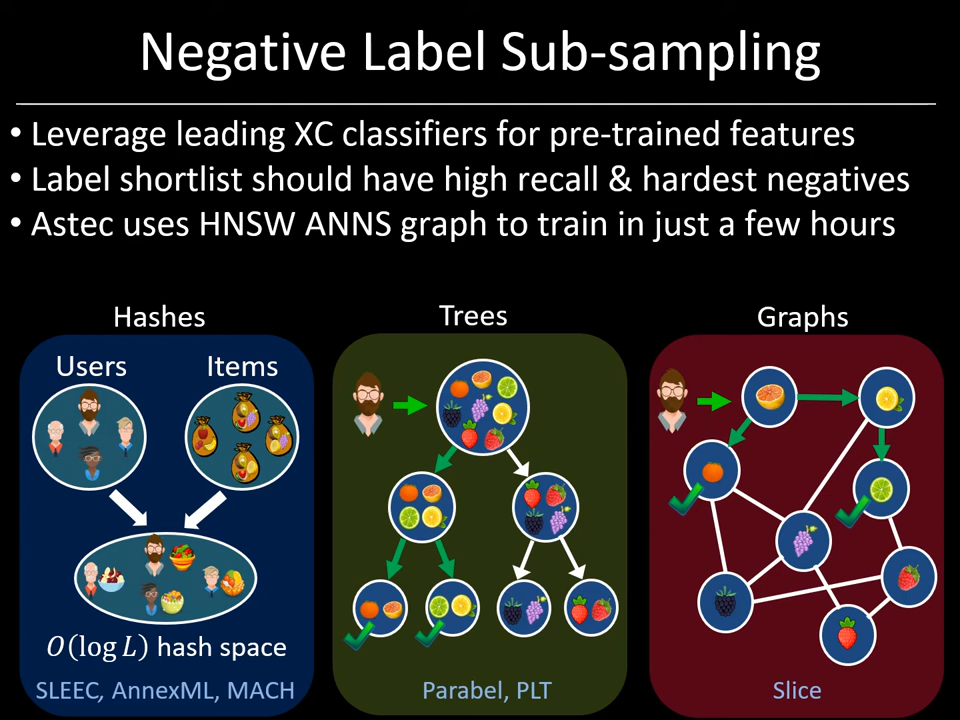 Negative Label Sub-sampling
• Leverage leading XC classifiers for pre-trained features
• Label shortlist should have high recall & hardest negatives
• Astec uses HNSW ANNS graph to train in just a few hours
Hashes
Users
Items
O(log L) hash space
SLEEC, AnnexML, MACH
Trees
Parabel, PLT
Graphs
Slice